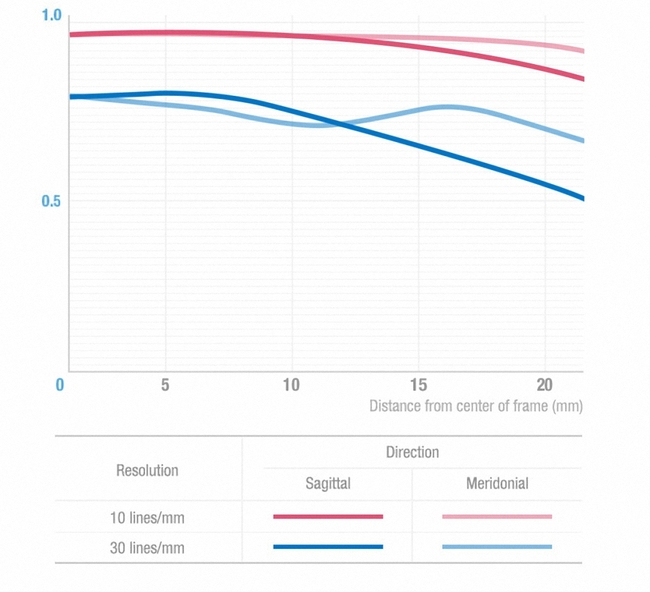 1.0
0.5
0 5 10 15 20
Distance from center of frame (mm)
Resolution Direction
Sagittal Meridonial
10 lines/mm
30 lines/mm